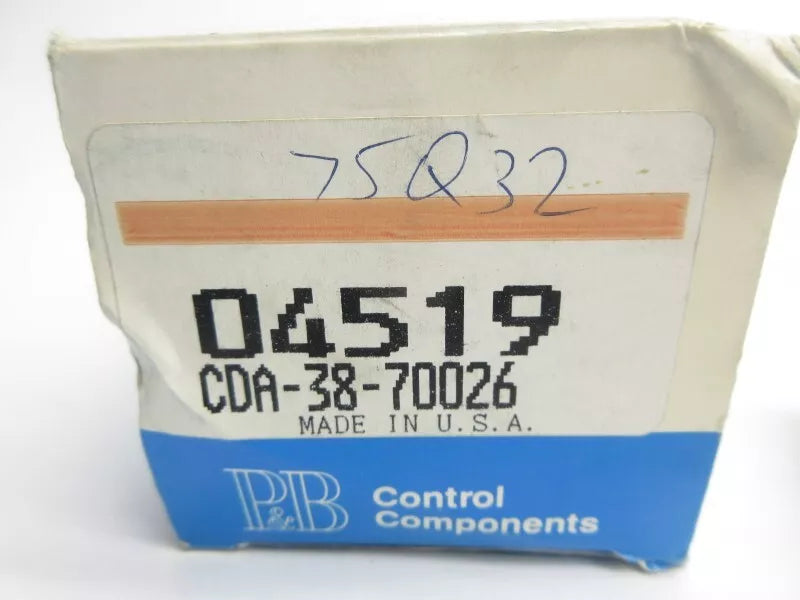 75Q32
04519
CDA-38-70026
MADE IN U.S.A.
P&B
Control
Components